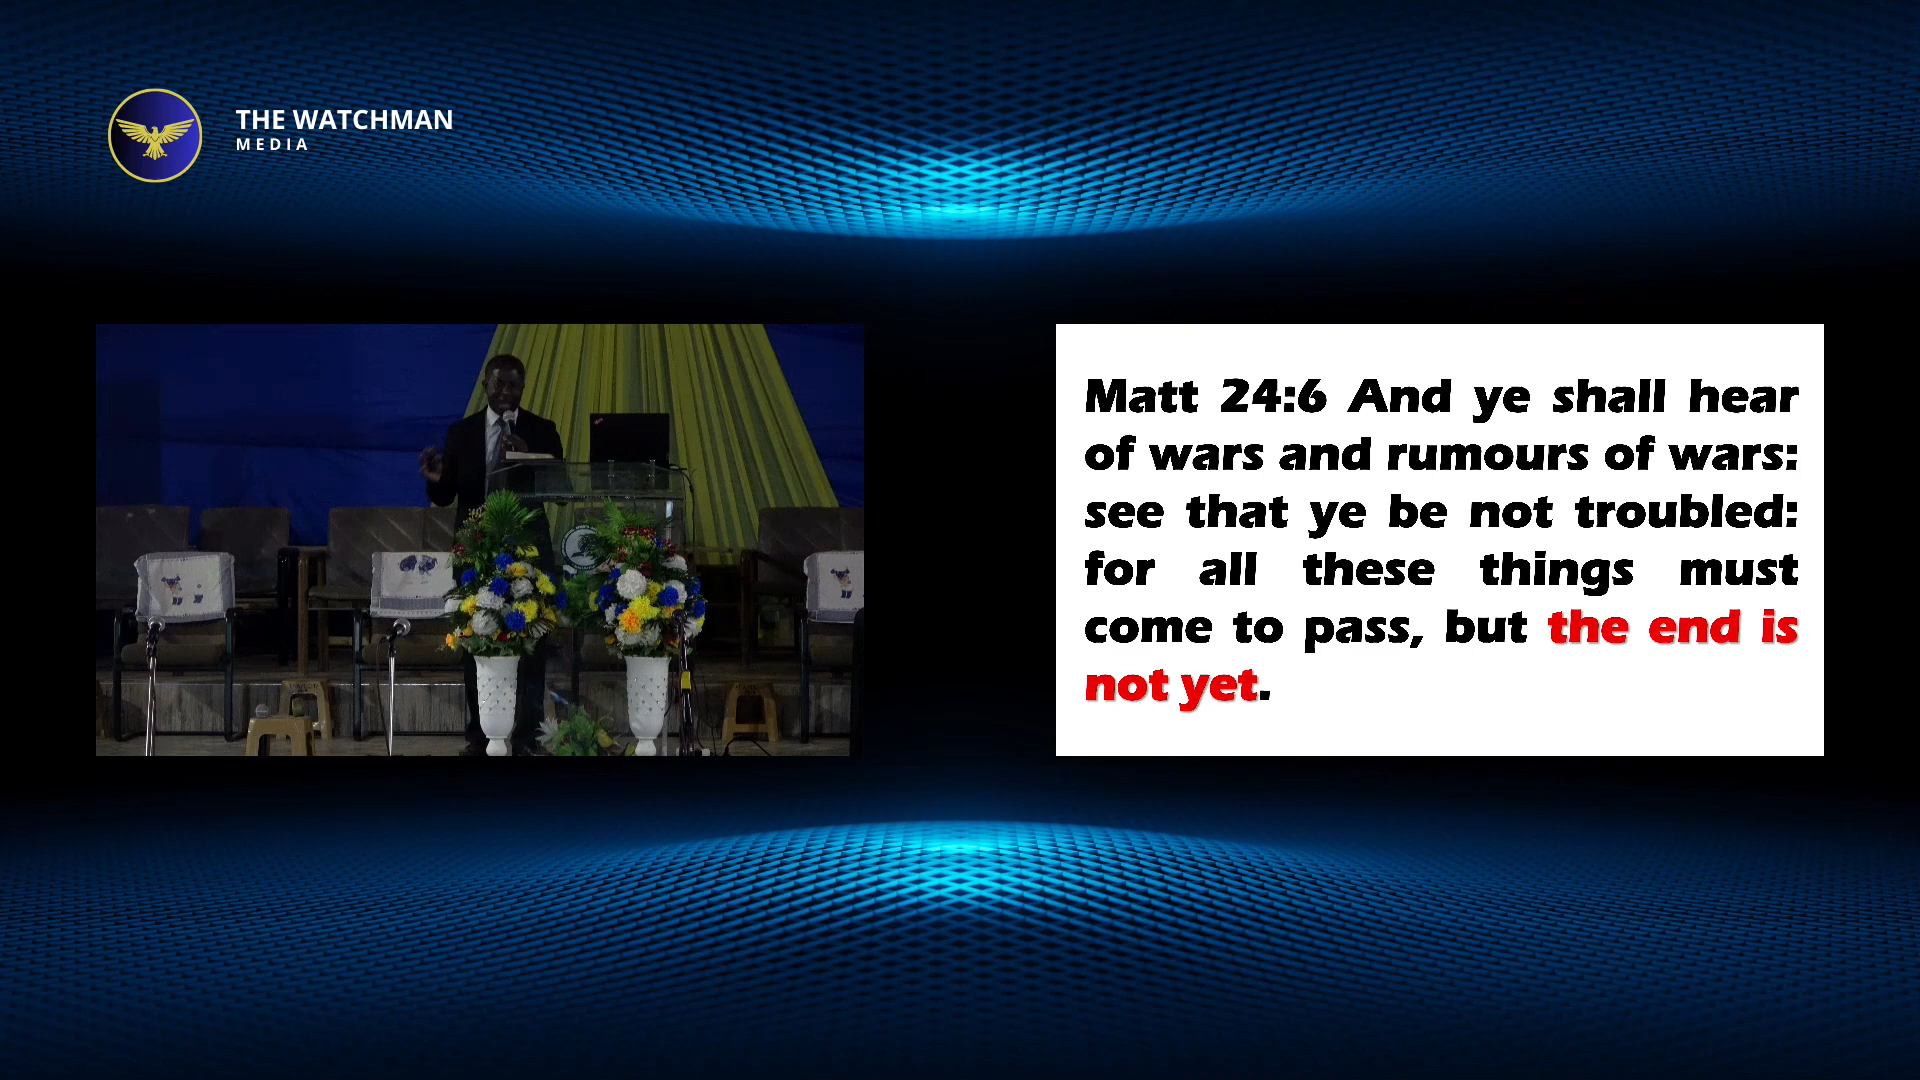 THE WATCHMAN
MEDIA
Matt 24:6 And ye shall hear
of wars and rumours of wars:
see that ye be not troubled:
for all these things must
come to pass, but the end is
not yet.